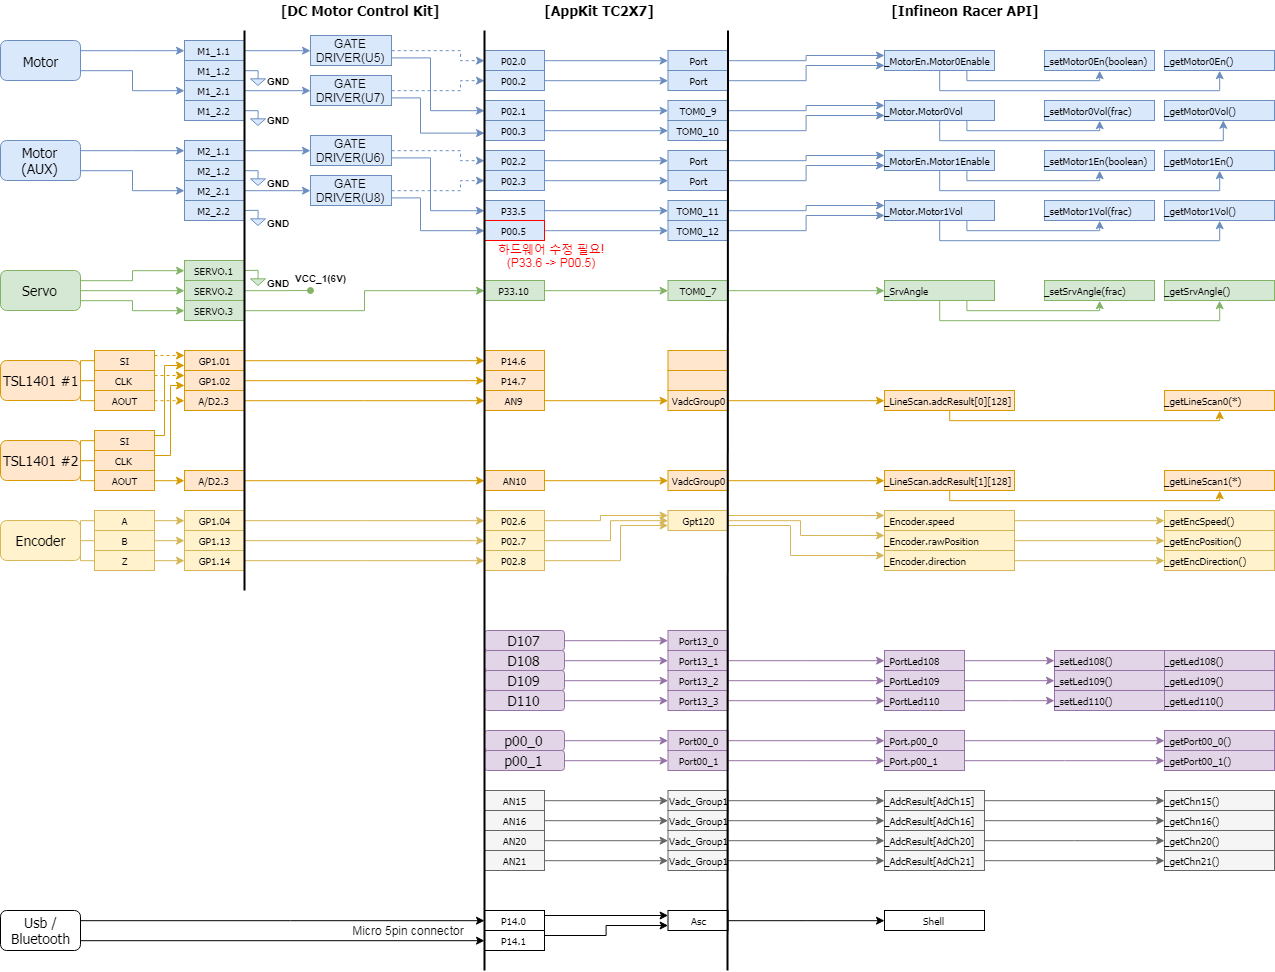 [DC Motor Control Kit] [AppKit TC2X7] [Infineon Racer API]
Motor
M1_1.1
M1_1.2
M1_2.1
M1_2.2
GND
GND
GATE
DRIVER(U5)
GATE
DRIVER(U7)
P02.0 Port _MotorEn.Motor0Enable _setMotor0En(boolean) _getMotor0En()
P00.2 Port
P02.1 TOM0_9 _Motor.Motor0Vol _setMotor0Vol(frac) _getMotor0Vol()
P00.3 TOM0_10
Motor
(AUX)
M2_1.1
M2_1.2
M2_2.1
M2_2.2
GND
GND
GATE
DRIVER(U6)
GATE
DRIVER(U8)
P02.2 Port _MotorEn.Motor1Enable _setMotor1En(boolean) _getMotor1En()
P02.3 Port
P33.5 TOM0_11 _Motor.Motor1Vol _setMotor1Vol(frac) _getMotor1Vol()
P00.5 TOM0_12
하드웨어 수정 필요!
(P33.6 -> P00.5)
Servo
SERVO.1
SERVO.2
SERVO.3
GND
VCC_1(6V)
P33.10 TOM0_7 _SrvAngle _setSrvAngle(frac) _getSrvAngle()
TSL1401 #1
SI GP1.01 P14.6
CLK GP1.02 P14.7
AOUT A/D2.3 AN9 VadcGroup0 _LineScan.adcResult[0][128] _getLineScan0(*)
TSL1401 #2
SI
CLK
AOUT A/D2.3 AN10 VadcGroup0 _LineScan.adcResult[1][128] _getLineScan1(*)
Encoder
A GP1.04 P02.6 Gpt120 _Encoder.speed _getEncSpeed()
B GP1.13 P02.7 _Encoder.rawPosition _getEncPosition()
Z GP1.14 P02.8 _Encoder.direction _getEncDirection()
D107 Port13_0
D108 Port13_1 _PortLed108 _setLed108() _getLed108()
D109 Port13_2 _PortLed109 _setLed109() _getLed109()
D110 Port13_3 _PortLed110 _setLed110() _getLed110()
p00_0 Port00_0 _Port.p00_0 _getPort00_0()
p00_1 Port00_1 _Port.p00_1 _getPort00_1()
AN15 Vadc_Group1 _AdcResult[AdCh15] _getChn15()
AN16 Vadc_Group1 _AdcResult[AdCh16] _getChn16()
AN20 Vadc_Group1 _AdcResult[AdCh20] _getChn20()
AN21 Vadc_Group1 _AdcResult[AdCh21] _getChn21()
Usb /
Bluetooth
Micro 5pin connector
P14.0 Asc Shell
P14.1